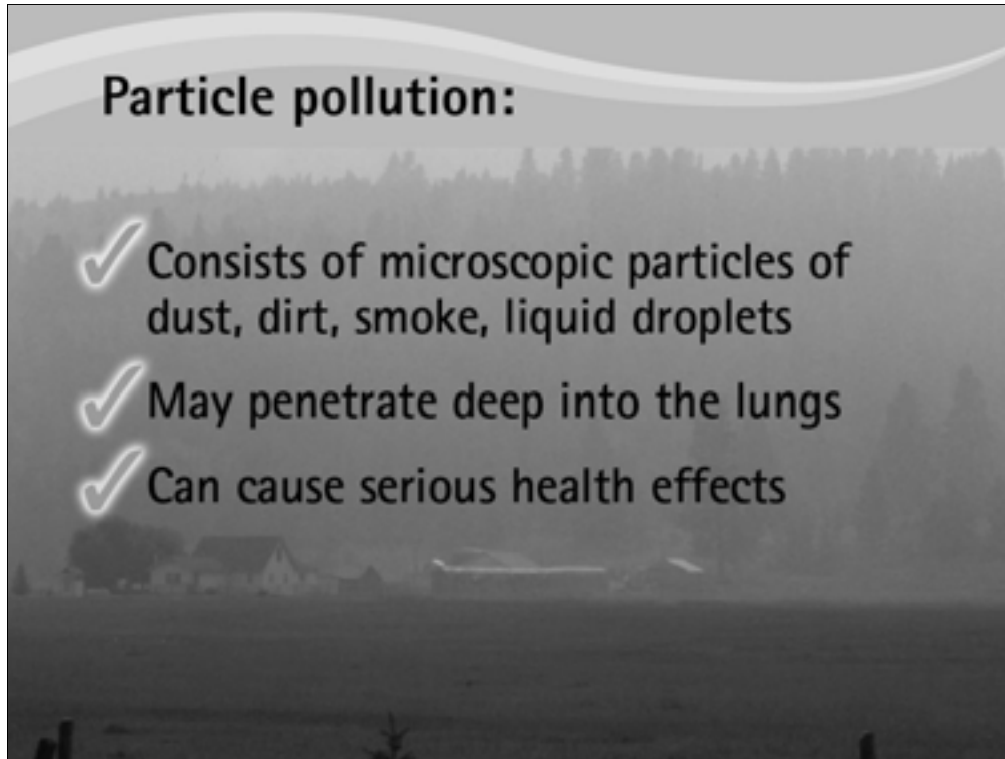 Particle pollution:
Consists of microscopic particles of
dust, dirt, smoke, liquid droplets
May penetrate deep into the lungs
Can cause serious health effects